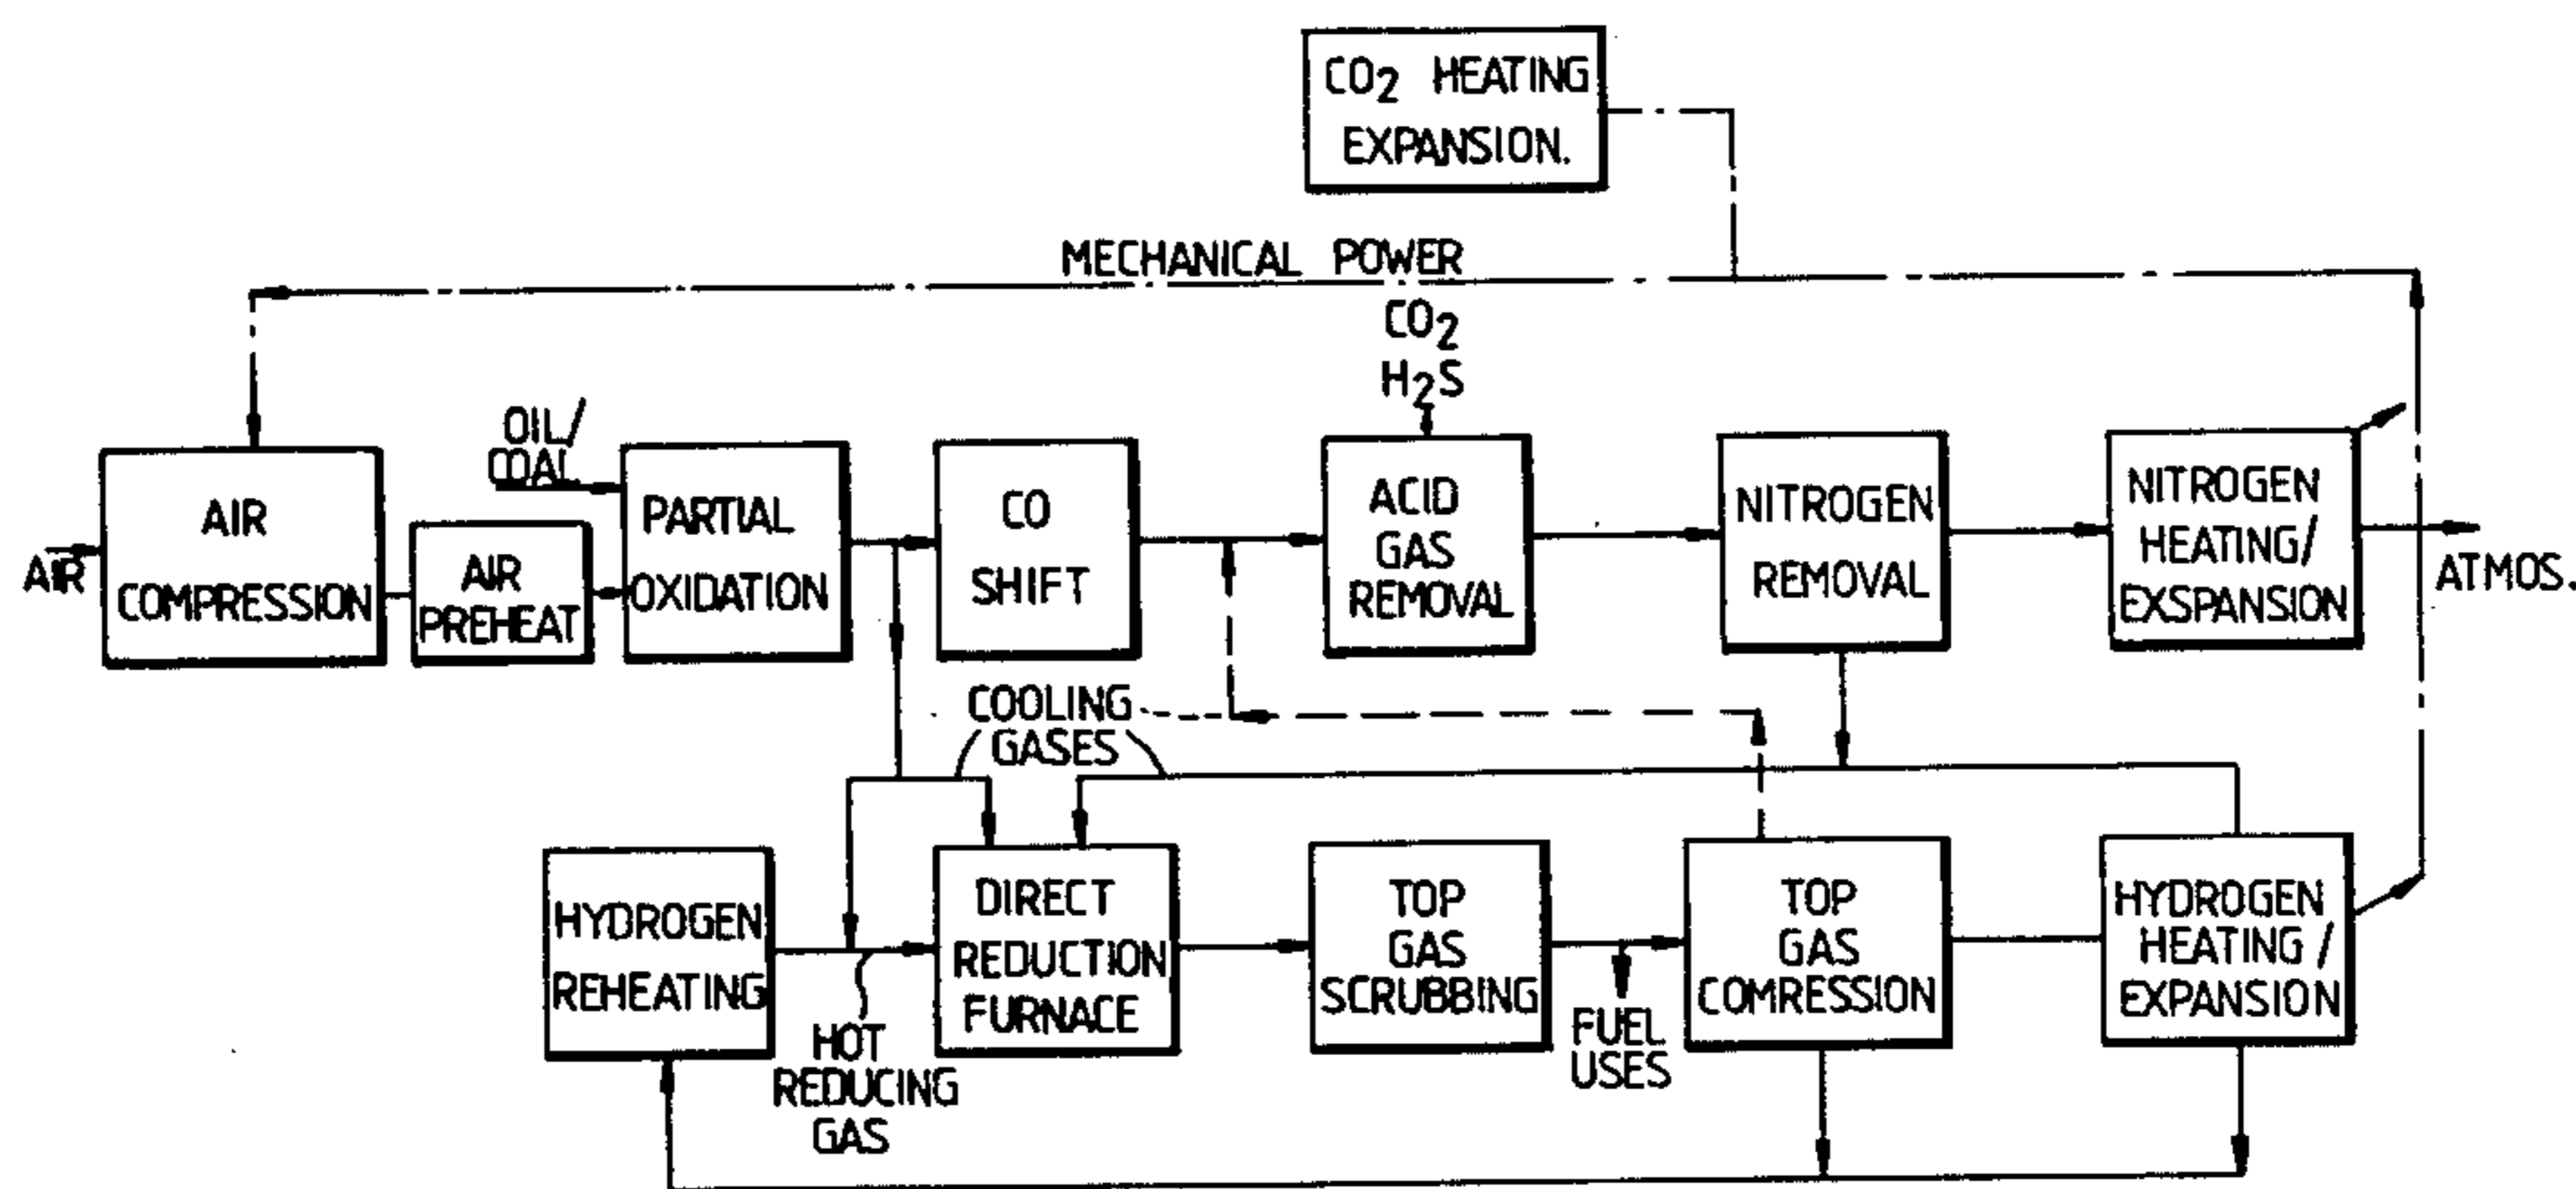 CO2 HEATING
EXPANSION.
MECHANICAL POWER
CO2
H2S
OIL/
COAL
AIR
AIR
COMPRESSION
AIR
PREHEAT
PARTIAL
OXIDATION
CO
SHIFT
ACID
GAS
REMOVAL
NITROGEN
REMOVAL
NITROGEN
HEATING/
EXSPANSION
ATMOS.
COOLING
GASES
HYDROGEN
REHEATING
HOT
REDUCING
GAS
DIRECT
REDUCTION
FURNACE
TOP
GAS
SCRUBBING
FUEL
USES
TOP
GAS
COMRESSION
HYDROGEN
HEATING/
EXPANSION